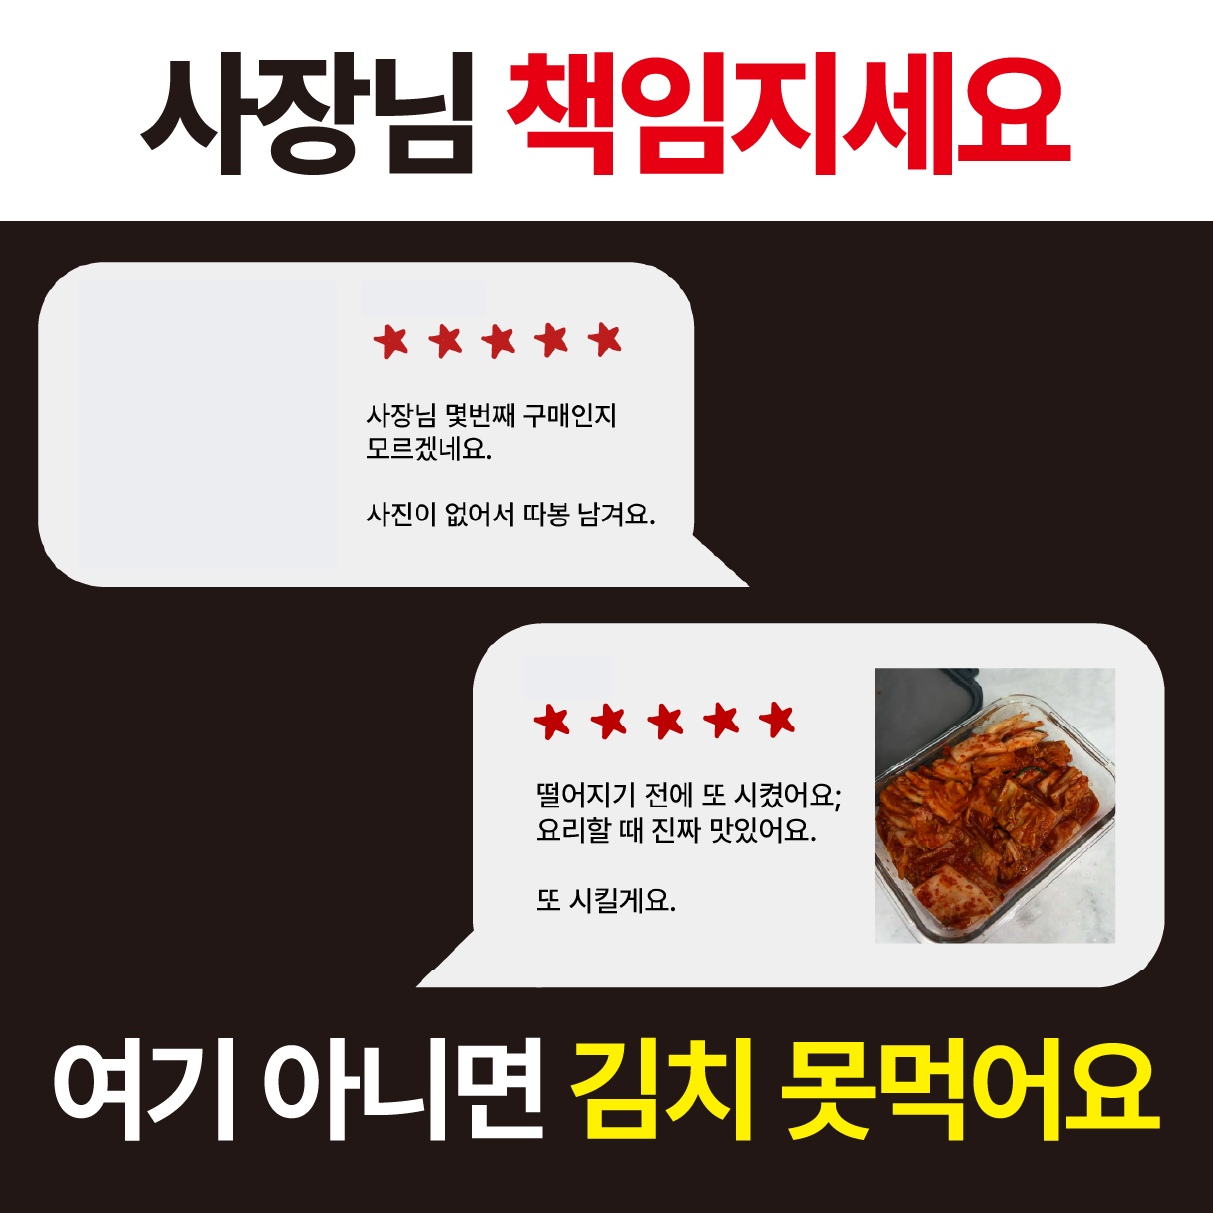 사장님 책임지세요
사장님 몇번째 구매인지
모르겠네요.
사진이 없어서 따봉 남겨요.
떨어지기 전에 또 시켰어요;
요리할 때 진짜 맛있어요.
또 시킬게요.
여기 아니면 김치 못먹어요